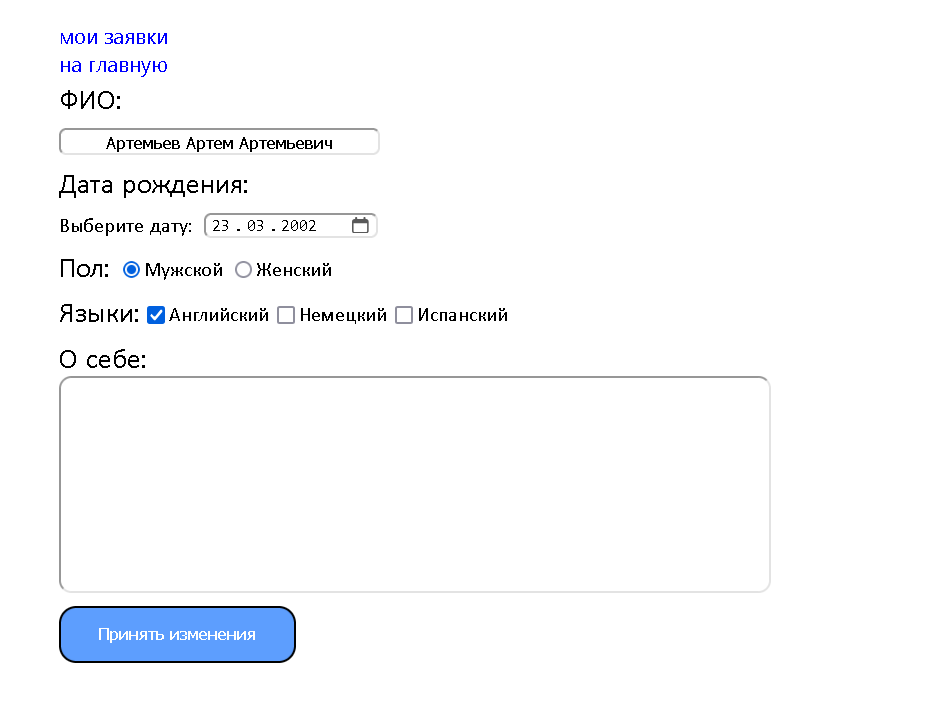 мои заявки
на главную
ФИО:
Артемьев Артем Артемьевич
Дата рождения:
Выберите дату: 23 . 03 . 2002
Пол: Мужской Женский
Языки: Английский Немецкий Испанский
О себе:
Принять изменения